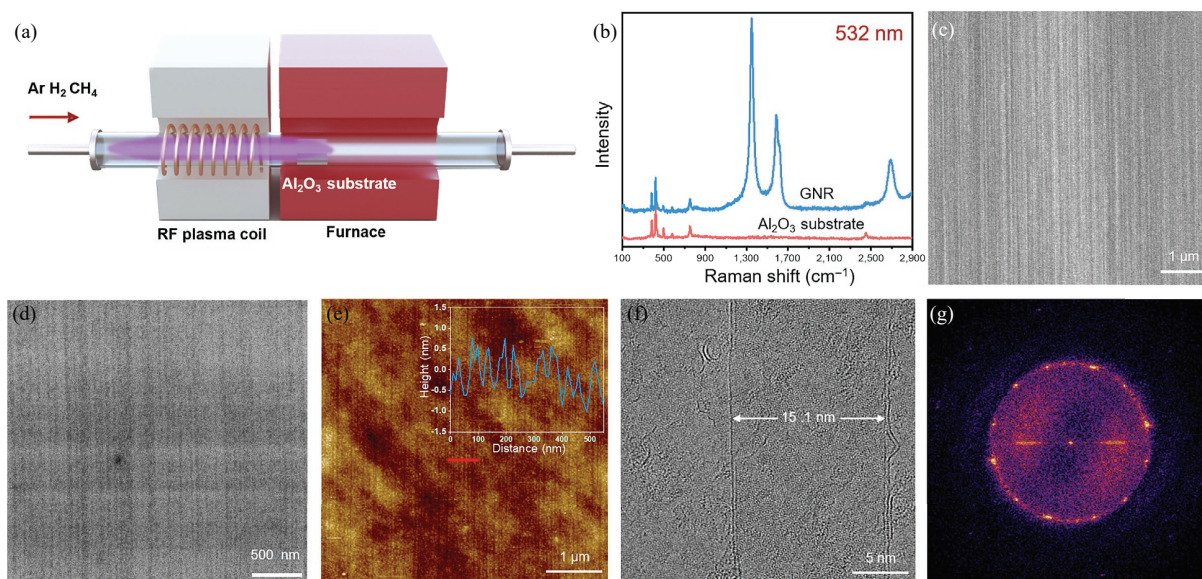 (a)
Ar H₂ CH₄
Al₂O₃ substrate
RF plasma coil
Furnace
(b)
532 nm
Intensity
GNR
Al₂O₃ substrate
100 500 900 1,300 1,700 2,100 2,500 2,900
Raman shift (cm⁻¹)
(c)
1 μm
(d)
500 nm
(e)
Height (nm)
1.5
1.0
0.5
0.0
-0.5
-1.0
-1.5
0 100 200 300 400 500
Distance (nm)
1 μm
(f)
15 .1 nm
5 nm
(g)